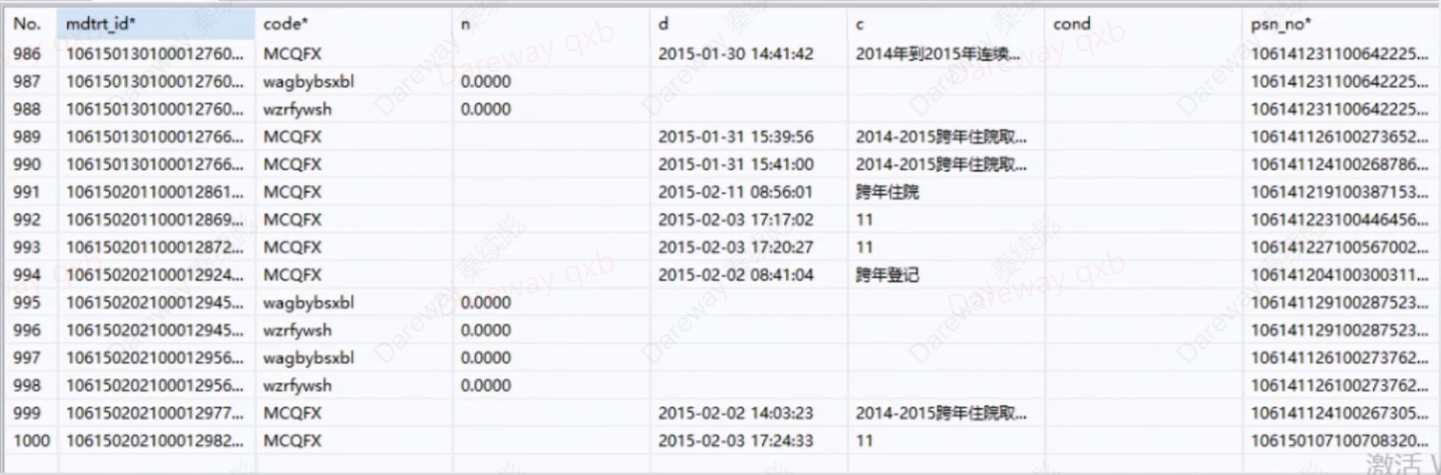 No. mdtrt_id* code* n d c cond psn_no*
986 106150130100012760... MCQFX 2015-01-30 14:41:42 2014年到2015年连续... 106141231100642225...
987 106150130100012760... wagbybsxbl 0.0000 106141231100642225...
988 106150130100012760... wzrfywsh 0.0000 106141231100642225...
989 106150130100012766... MCQFX 2015-01-31 15:39:56 2014-2015跨年住院取... 106141126100273652...
990 106150130100012766... MCQFX 2015-01-31 15:41:00 2014-2015跨年住院取... 106141124100268786...
991 106150201100012861... MCQFX 2015-02-11 08:56:01 跨年住院 106141219100387153...
992 106150201100012869... MCQFX 2015-02-03 17:17:02 11 106141223100446456...
993 106150201100012872... MCQFX 2015-02-03 17:20:27 11 106141227100567002...
994 106150202100012924... MCQFX 2015-02-02 08:41:04 跨年登记 106141204100300311...
995 106150202100012945... wagbybsxbl 0.0000 106141129100287523...
996 106150202100012945... wzrfywsh 0.0000 106141129100287523...
997 106150202100012956... wagbybsxbl 0.0000 106141126100273762...
998 106150202100012956... wzrfywsh 0.0000 106141126100273762...
999 106150202100012977... MCQFX 2015-02-02 14:03:23 2014-2015跨年住院取... 106141124100267305...
1000 106150202100012982... MCQFX 2015-02-03 17:24:33 11 106150107100708320...
Dareway qxb
Dareway 秦续彪
激活